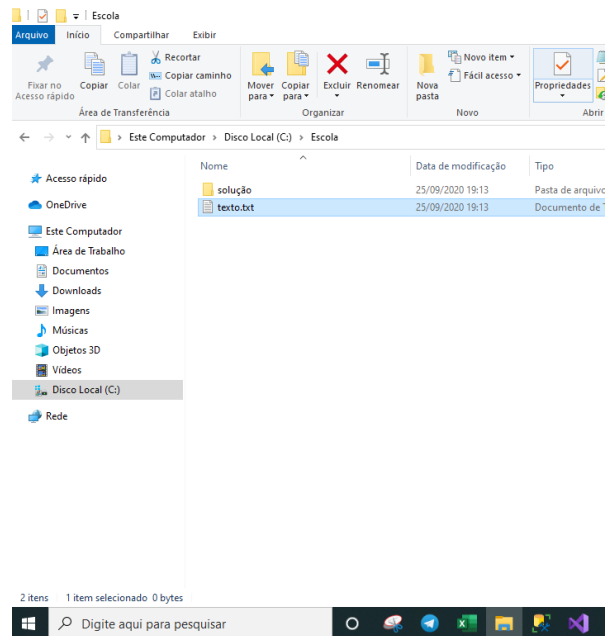 Escola
Arquivo Início Compartilhar Exibir
Fixar no Acesso rápido
Copiar
Colar
Recortar
Copiar caminho
Colar atalho
Área de Transferência
Mover para
Copiar para
Excluir
Renomear
Organizar
Nova pasta
Novo item
Fácil acesso
Novo
Propriedades
Abrir
Este Computador > Disco Local (C:) > Escola
Nome Data de modificação Tipo
solução 25/09/2020 19:13 Pasta de arquivo
texto.txt 25/09/2020 19:13 Documento de T
Acesso rápido
OneDrive
Este Computador
Área de Trabalho
Documentos
Downloads
Imagens
Músicas
Objetos 3D
Vídeos
Disco Local (C:)
Rede
2 itens 1 item selecionado 0 bytes
Digite aqui para pesquisar